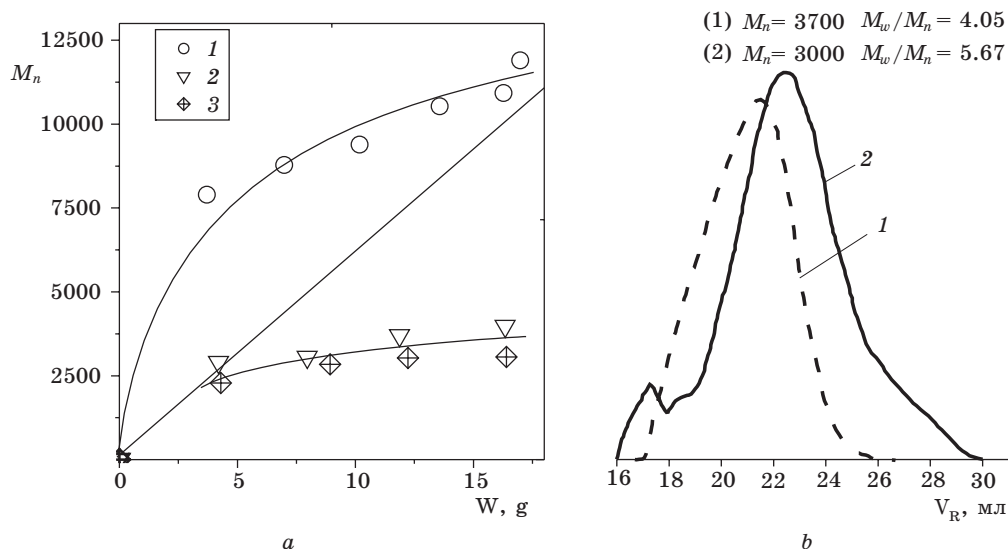 12500
M_n
10000
7500
5000
2500
0
0 5 10 15
W, g
1
2
3
a
(1) M_n= 3700 M_w/M_n = 4.05
(2) M_n= 3000 M_w/M_n = 5.67
2
1
16 18 20 22 24 26 28 30
V_R, мл
b